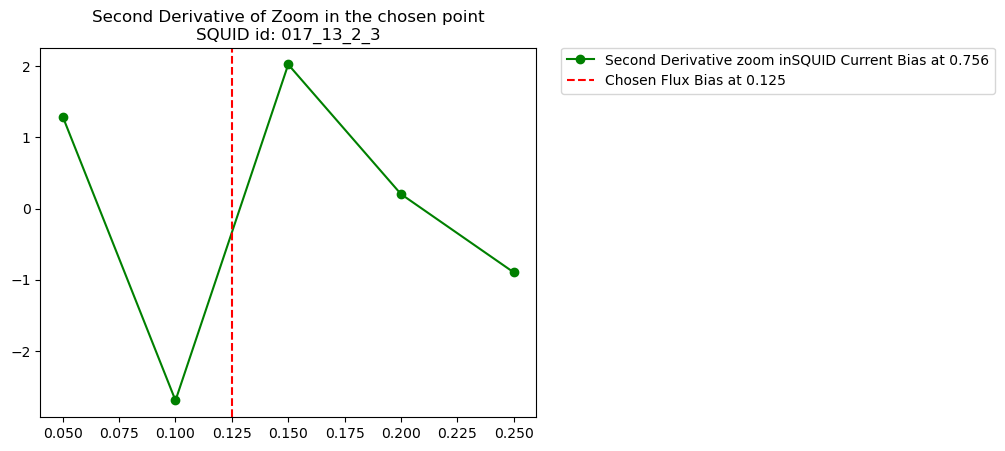 Second Derivative of Zoom in the chosen point
SQUID id: 017_13_2_3
Second Derivative zoom inSQUID Current Bias at 0.756
Chosen Flux Bias at 0.125
2
1
0
−1
−2
0.050 0.075 0.100 0.125 0.150 0.175 0.200 0.225 0.250